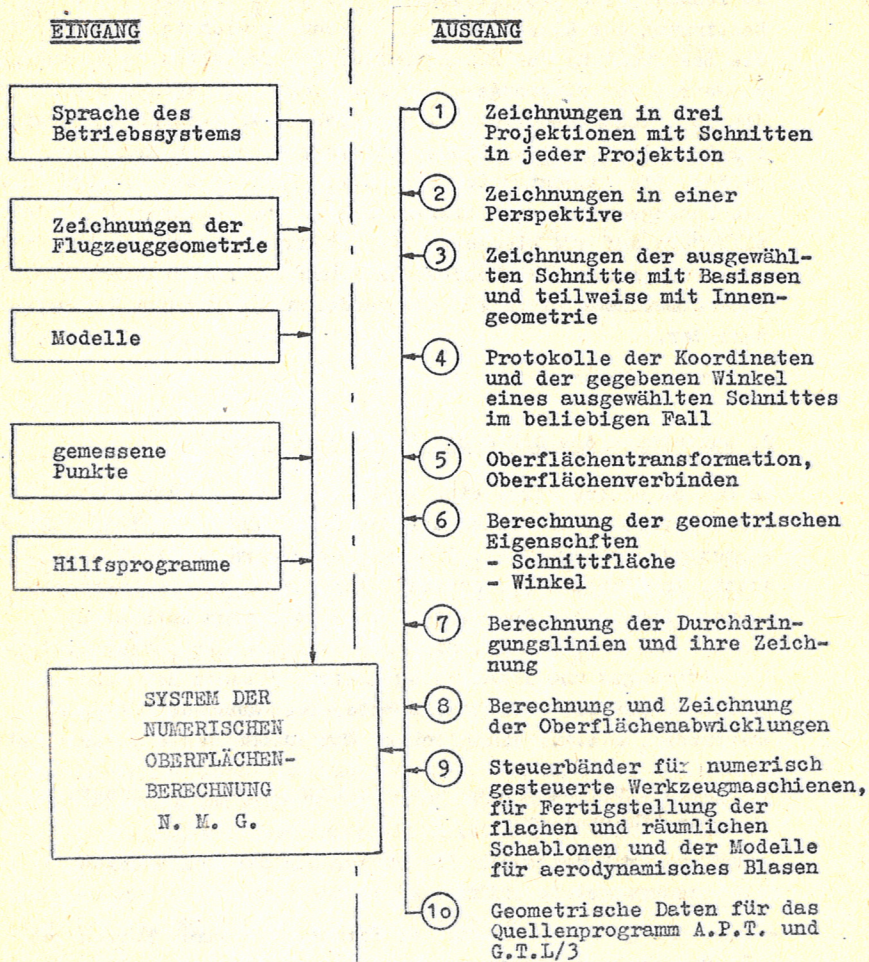 EINGANG
Sprache des
Betriebssystems
Zeichnungen der
Flugzeuggeometrie
Modelle
gemessene
Punkte
Hilfsprogramme
SYSTEM DER
NUMERISCHEN
OBERFLÄCHEN-
BERECHNUNG
N. M. G.
AUSGANG
1 Zeichnungen in drei
Projektionen mit Schnitten
in jeder Projektion
2 Zeichnungen in einer
Perspektive
3 Zeichnungen der ausgewähl-
ten Schnitte mit Basissen
und teilweise mit Innen-
geometrie
4 Protokolle der Koordinaten
und der gegebenen Winkel
eines ausgewählten Schnittes
im beliebigen Fall
5 Oberflächentransformation,
Oberflächenverbinden
6 Berechnung der geometrischen
Eigenschften
- Schnittfläche
- Winkel
7 Berechnung der Durchdrin-
gungslinien und ihre Zeich-
nung
8 Berechnung und Zeichnung
der Oberflächenabwicklungen
9 Steuerbänder für numerisch
gesteuerte Werkzeugmaschienen,
für Fertigstellung der
flachen und räumlichen
Schablonen und der Modelle
für aerodynamisches Blasen
1o Geometrische Daten für das
Quellenprogramm A.P.T. und
G.T.L/3